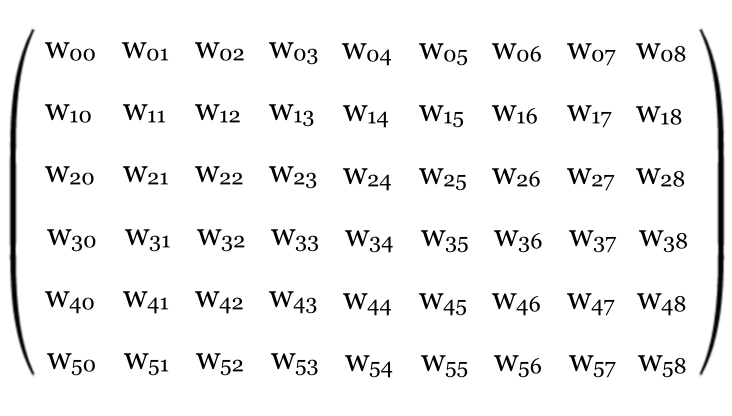 w₀₀ w₀₁ w₀₂ w₀₃ w₀₄ w₀₅ w₀₆ w₀₇ w₀₈
w₁₀ w₁₁ w₁₂ w₁₃ w₁₄ w₁₅ w₁₆ w₁₇ w₁₈
w₂₀ w₂₁ w₂₂ w₂₃ w₂₄ w₂₅ w₂₆ w₂₇ w₂₈
w₃₀ w₃₁ w₃₂ w₃₃ w₃₄ w₃₅ w₃₆ w₃₇ w₃₈
w₄₀ w₄₁ w₄₂ w₄₃ w₄₄ w₄₅ w₄₆ w₄₇ w₄₈
w₅₀ w₅₁ w₅₂ w₅₃ w₅₄ w₅₅ w₅₆ w₅₇ w₅₈